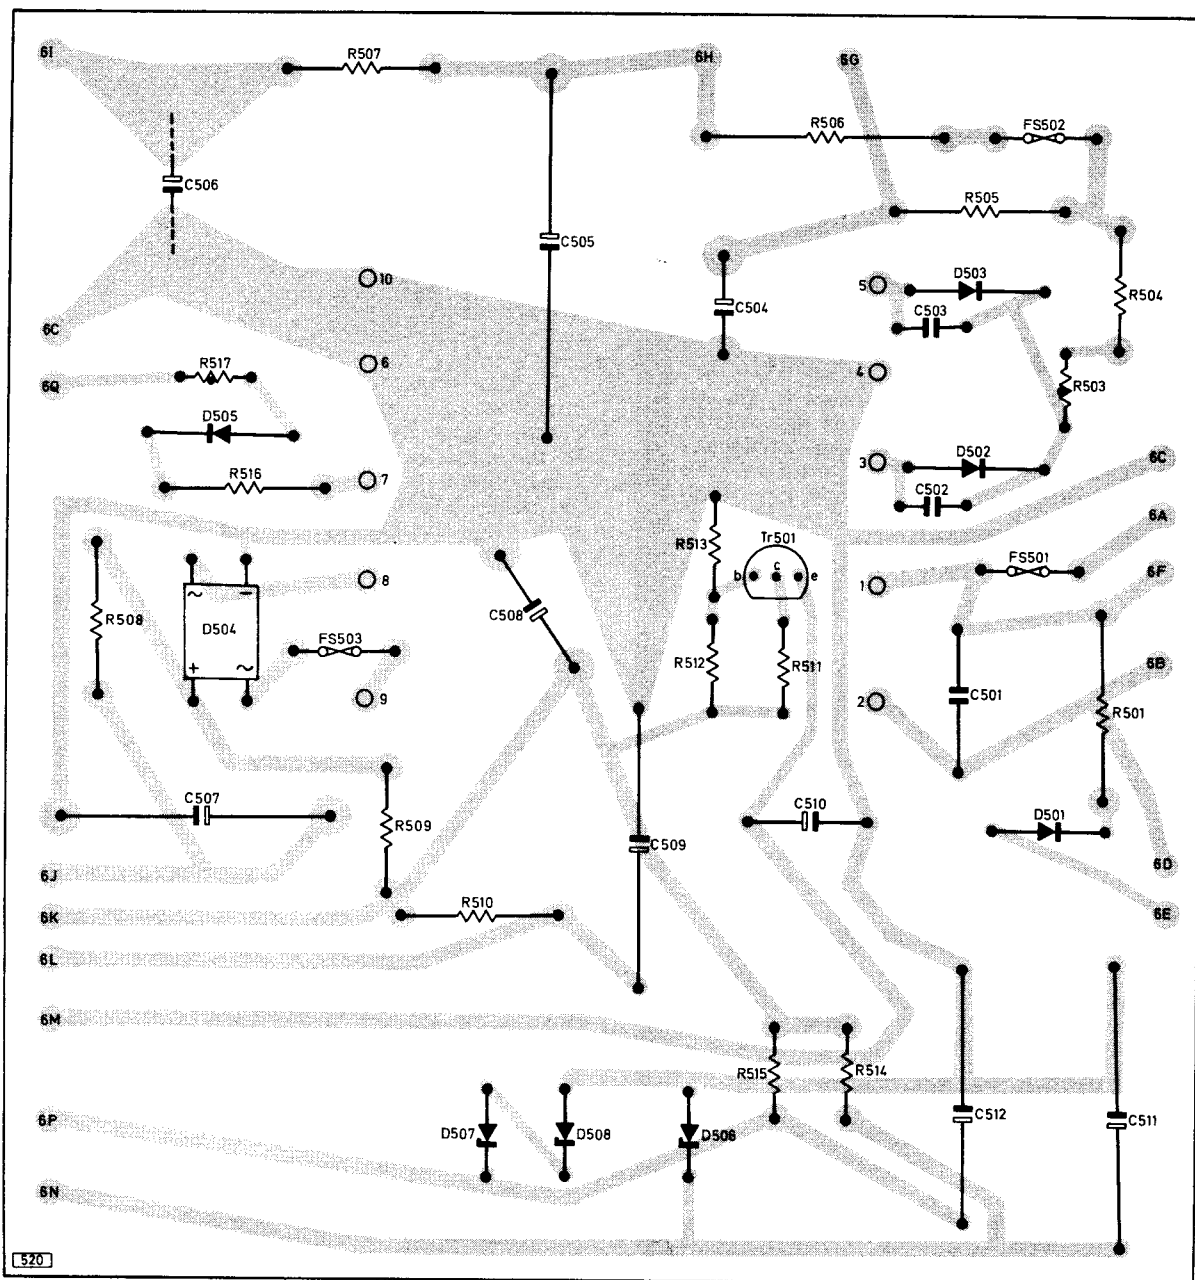 6I
R507
6H
6G
R506
FS502
C506
R505
C505
10
5
D503
C504
C503
R504
6C
6
4
R517
6Q
R503
D505
D502
3
6C
R516
7
C502
6A
R513
Tr501
b
c
e
FS501
6F
8
1
~
–
R508
D504
C508
FS503
R512
R511
6B
+
~
9
2
C501
R501
C507
C510
R509
D501
C509
6D
6J
6K
R510
6E
6L
6M
R515
R514
6P
D507
D508
D506
C512
C511
6N
520